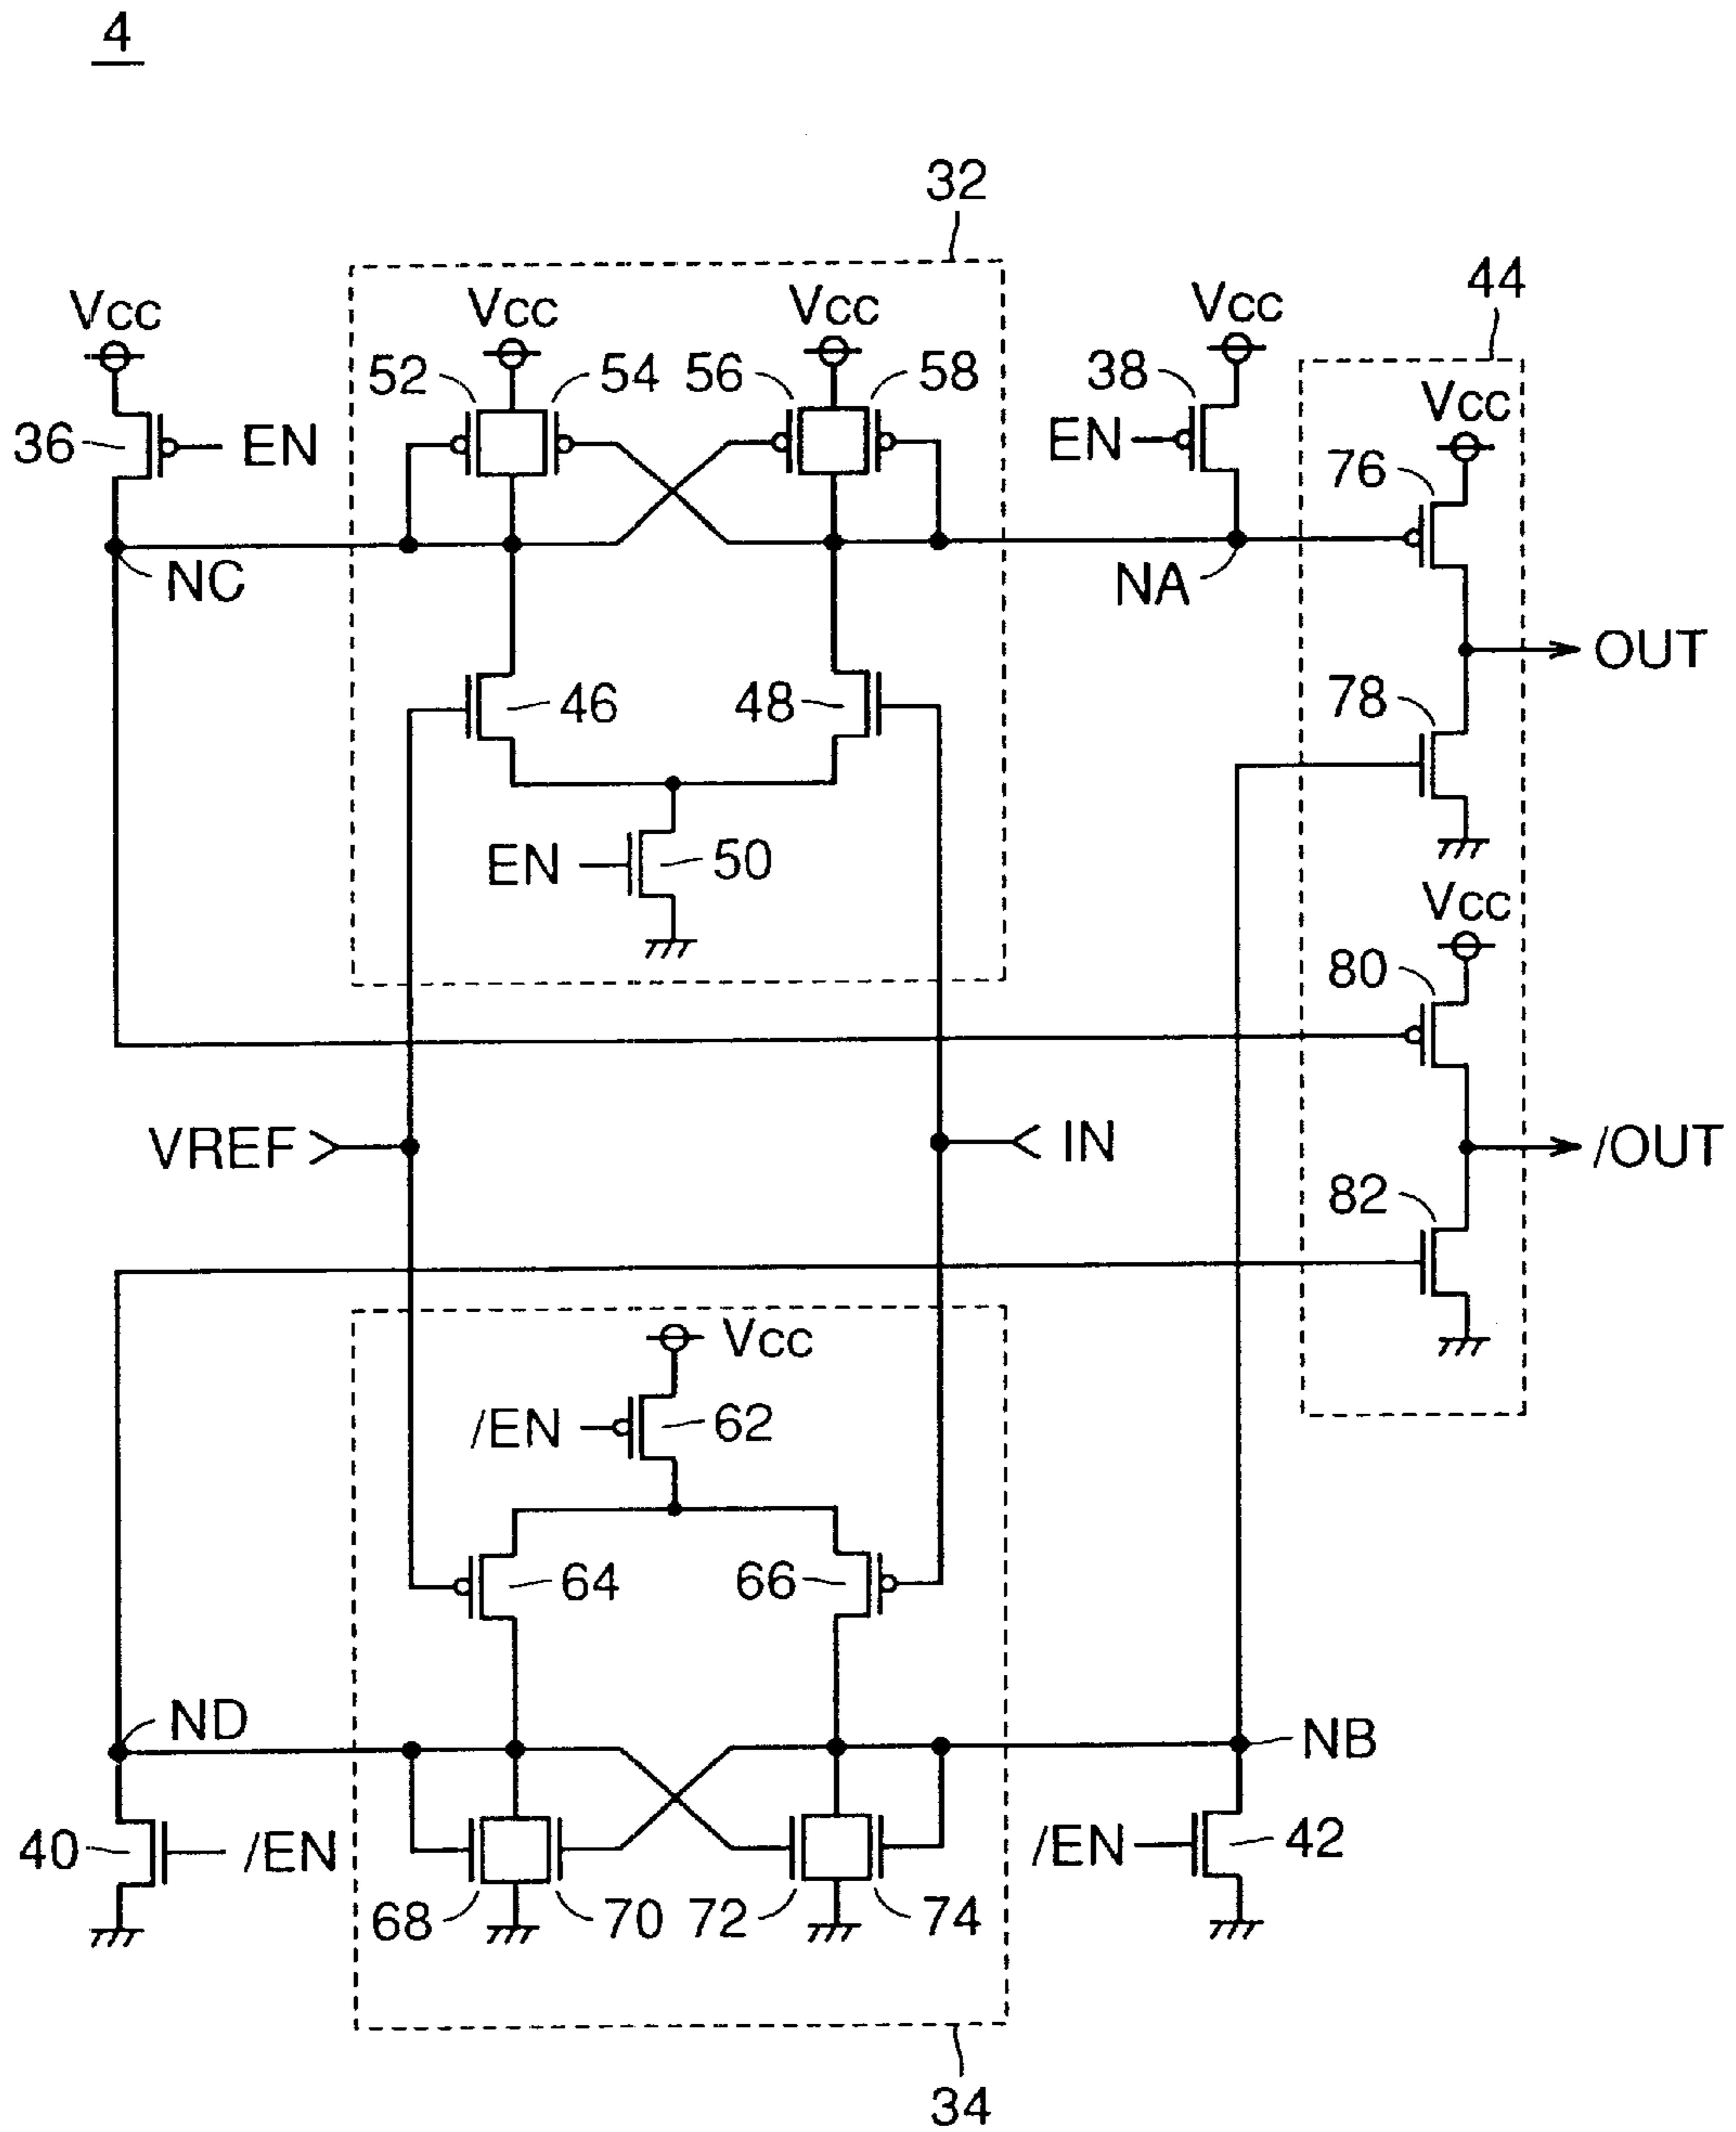 4
32
44
Vcc
Vcc
Vcc
Vcc
52
54
56
58
38
Vcc
36
EN
EN
76
NC
NA
OUT
46
48
78
EN
50
Vcc
80
VREF
IN
/OUT
82
Vcc
/EN
62
64
66
ND
NB
40
/EN
/EN
42
68
70
72
74
34